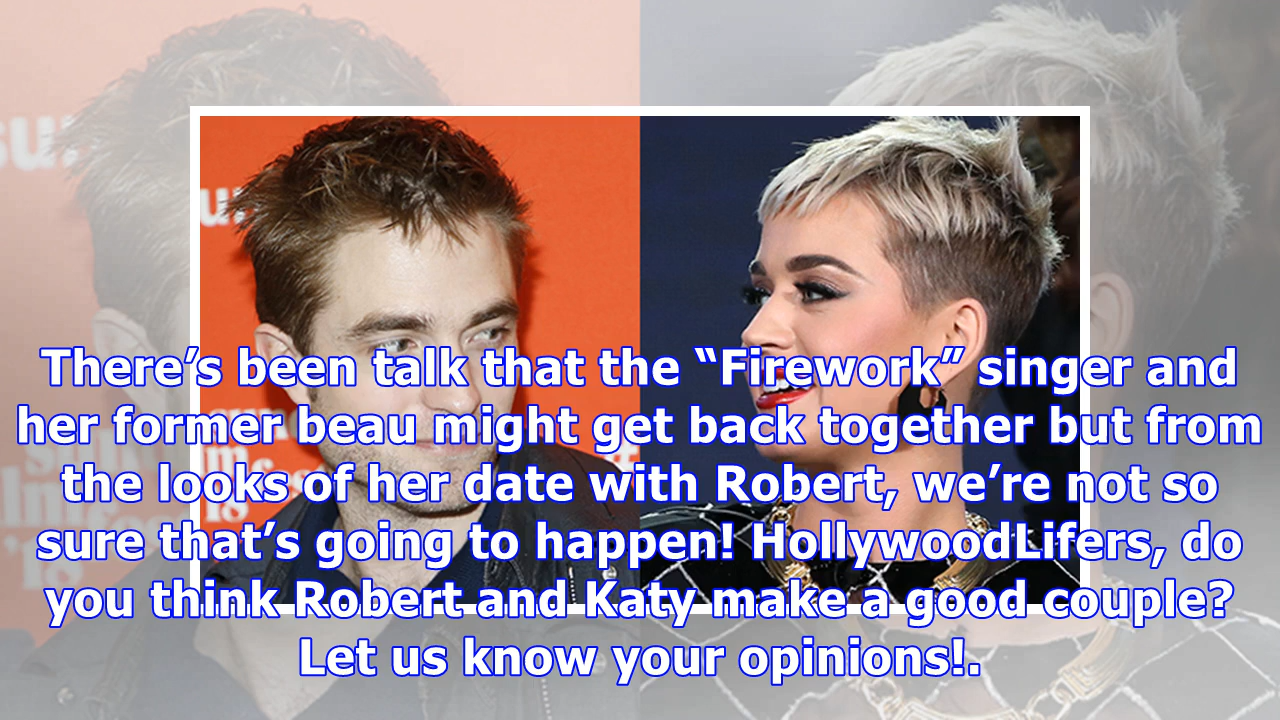 su.
There’s been talk that the “Firework” singer and
her former beau might get back together but from
the looks of her date with Robert, we’re not so
sure that’s going to happen! HollywoodLifers, do
you think Robert and Katy make a good couple?
Let us know your opinions!.